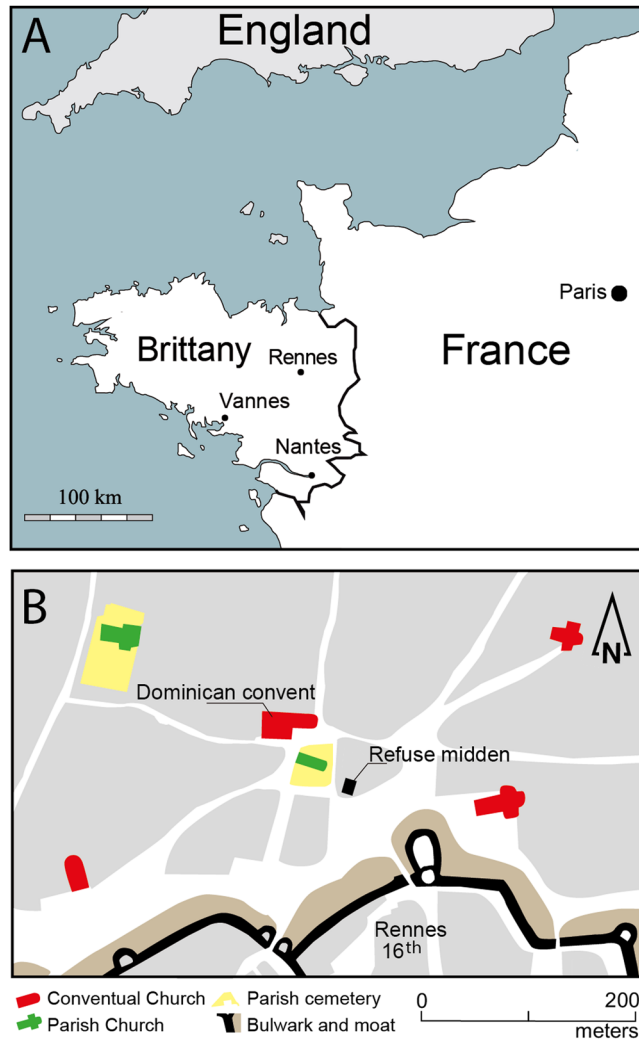 A
England
Paris
Brittany
France
Rennes
Vannes
Nantes
100 km
B
N
Dominican convent
Refuse midden
Rennes
16th
Conventual Church
Parish cemetery
0
200
Parish Church
Bulwark and moat
meters